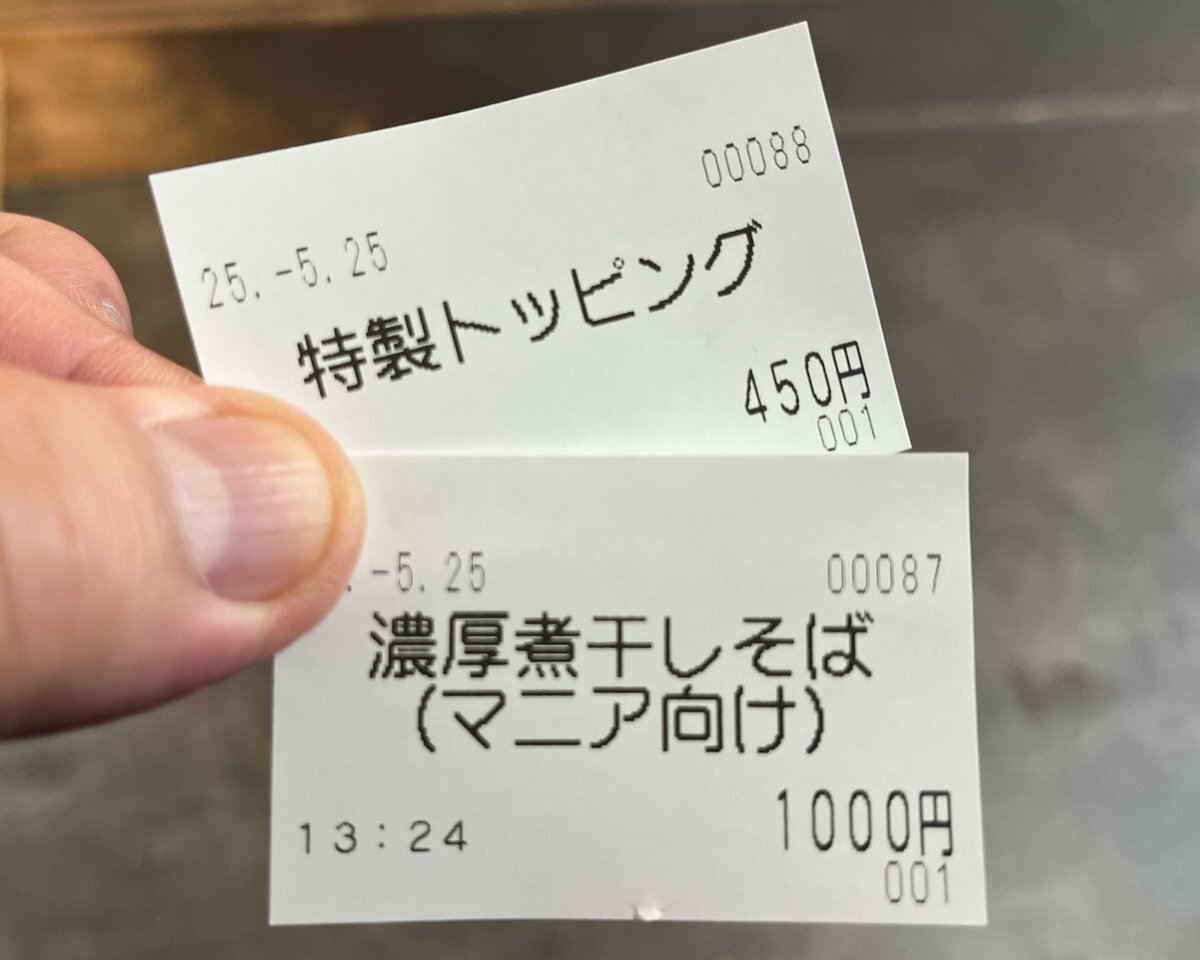 00088
25.-5.25
特製トッピング
450円
001
.-5.25
00087
濃厚煮干しそば
(マニア向け)
13:24
1000円
001